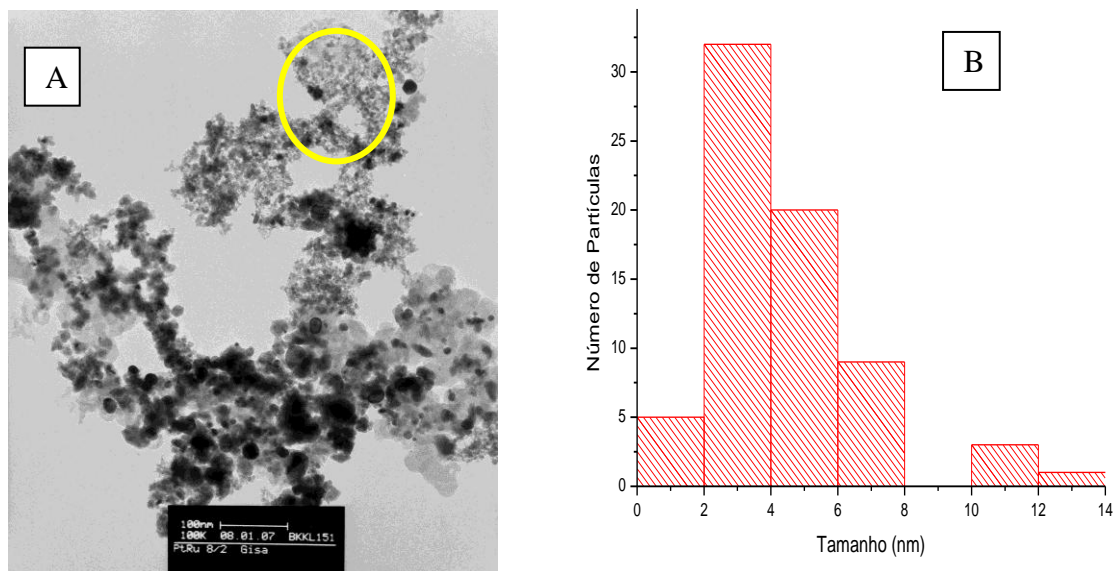 A
100nm
100K 08.01.07 BKKL151
PtRu 8/2 Gisa
B
Número de Partículas
30
25
20
15
10
5
0
0 2 4 6 8 10 12 14
Tamanho (nm)